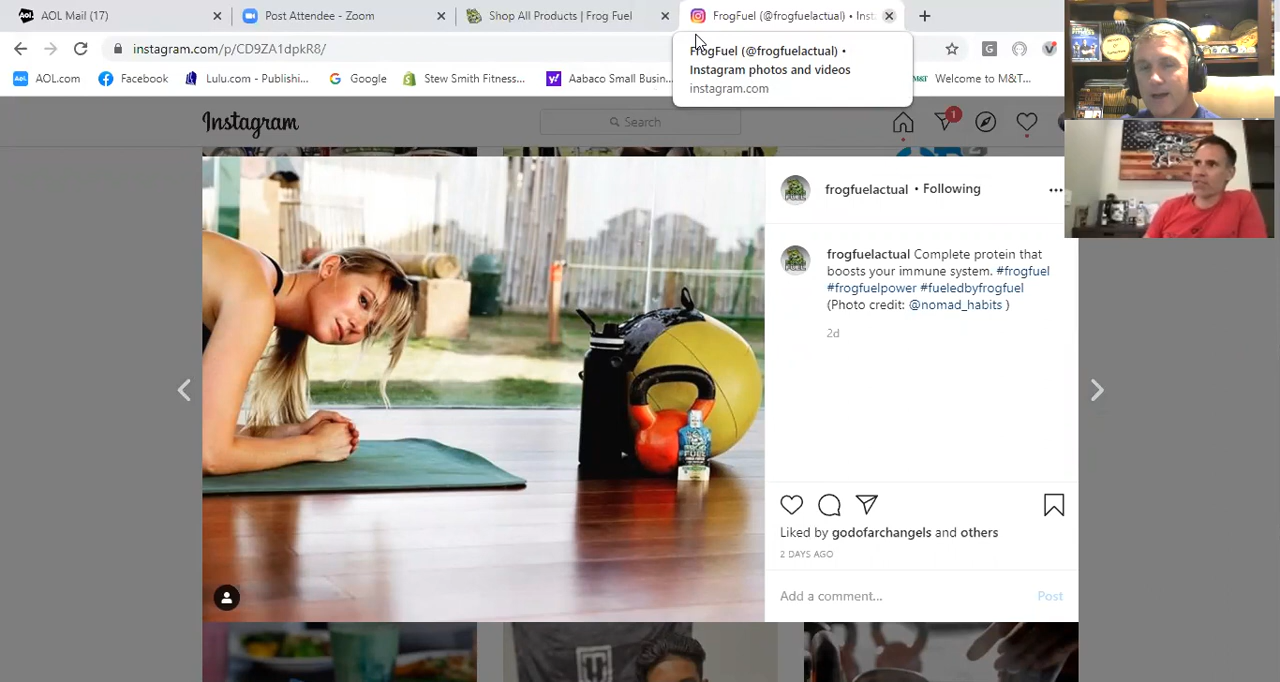 Aol. AOL Mail (17)
Post Attendee - Zoom
Shop All Products | Frog Fuel
FrogFuel (@frogfuelactual) • Inst
instagram.com/p/CD9ZA1dpkR8/
FrogFuel (@frogfuelactual) •
Instagram photos and videos
instagram.com
Aol. AOL.com
Facebook
Lulu.com - Publishi...
Google
Stew Smith Fitness...
Aabaco Small Busin...
M&T Welcome to M&T...
Instagram
Search
1
frogfuelactual • Following
frogfuelactual Complete protein that
boosts your immune system. #frogfuel
#frogfuelpower #fueledbyfrogfuel
(Photo credit: @nomad_habits )
2d
FUEL
Liked by godofarchangels and others
2 DAYS AGO
Add a comment...
Post